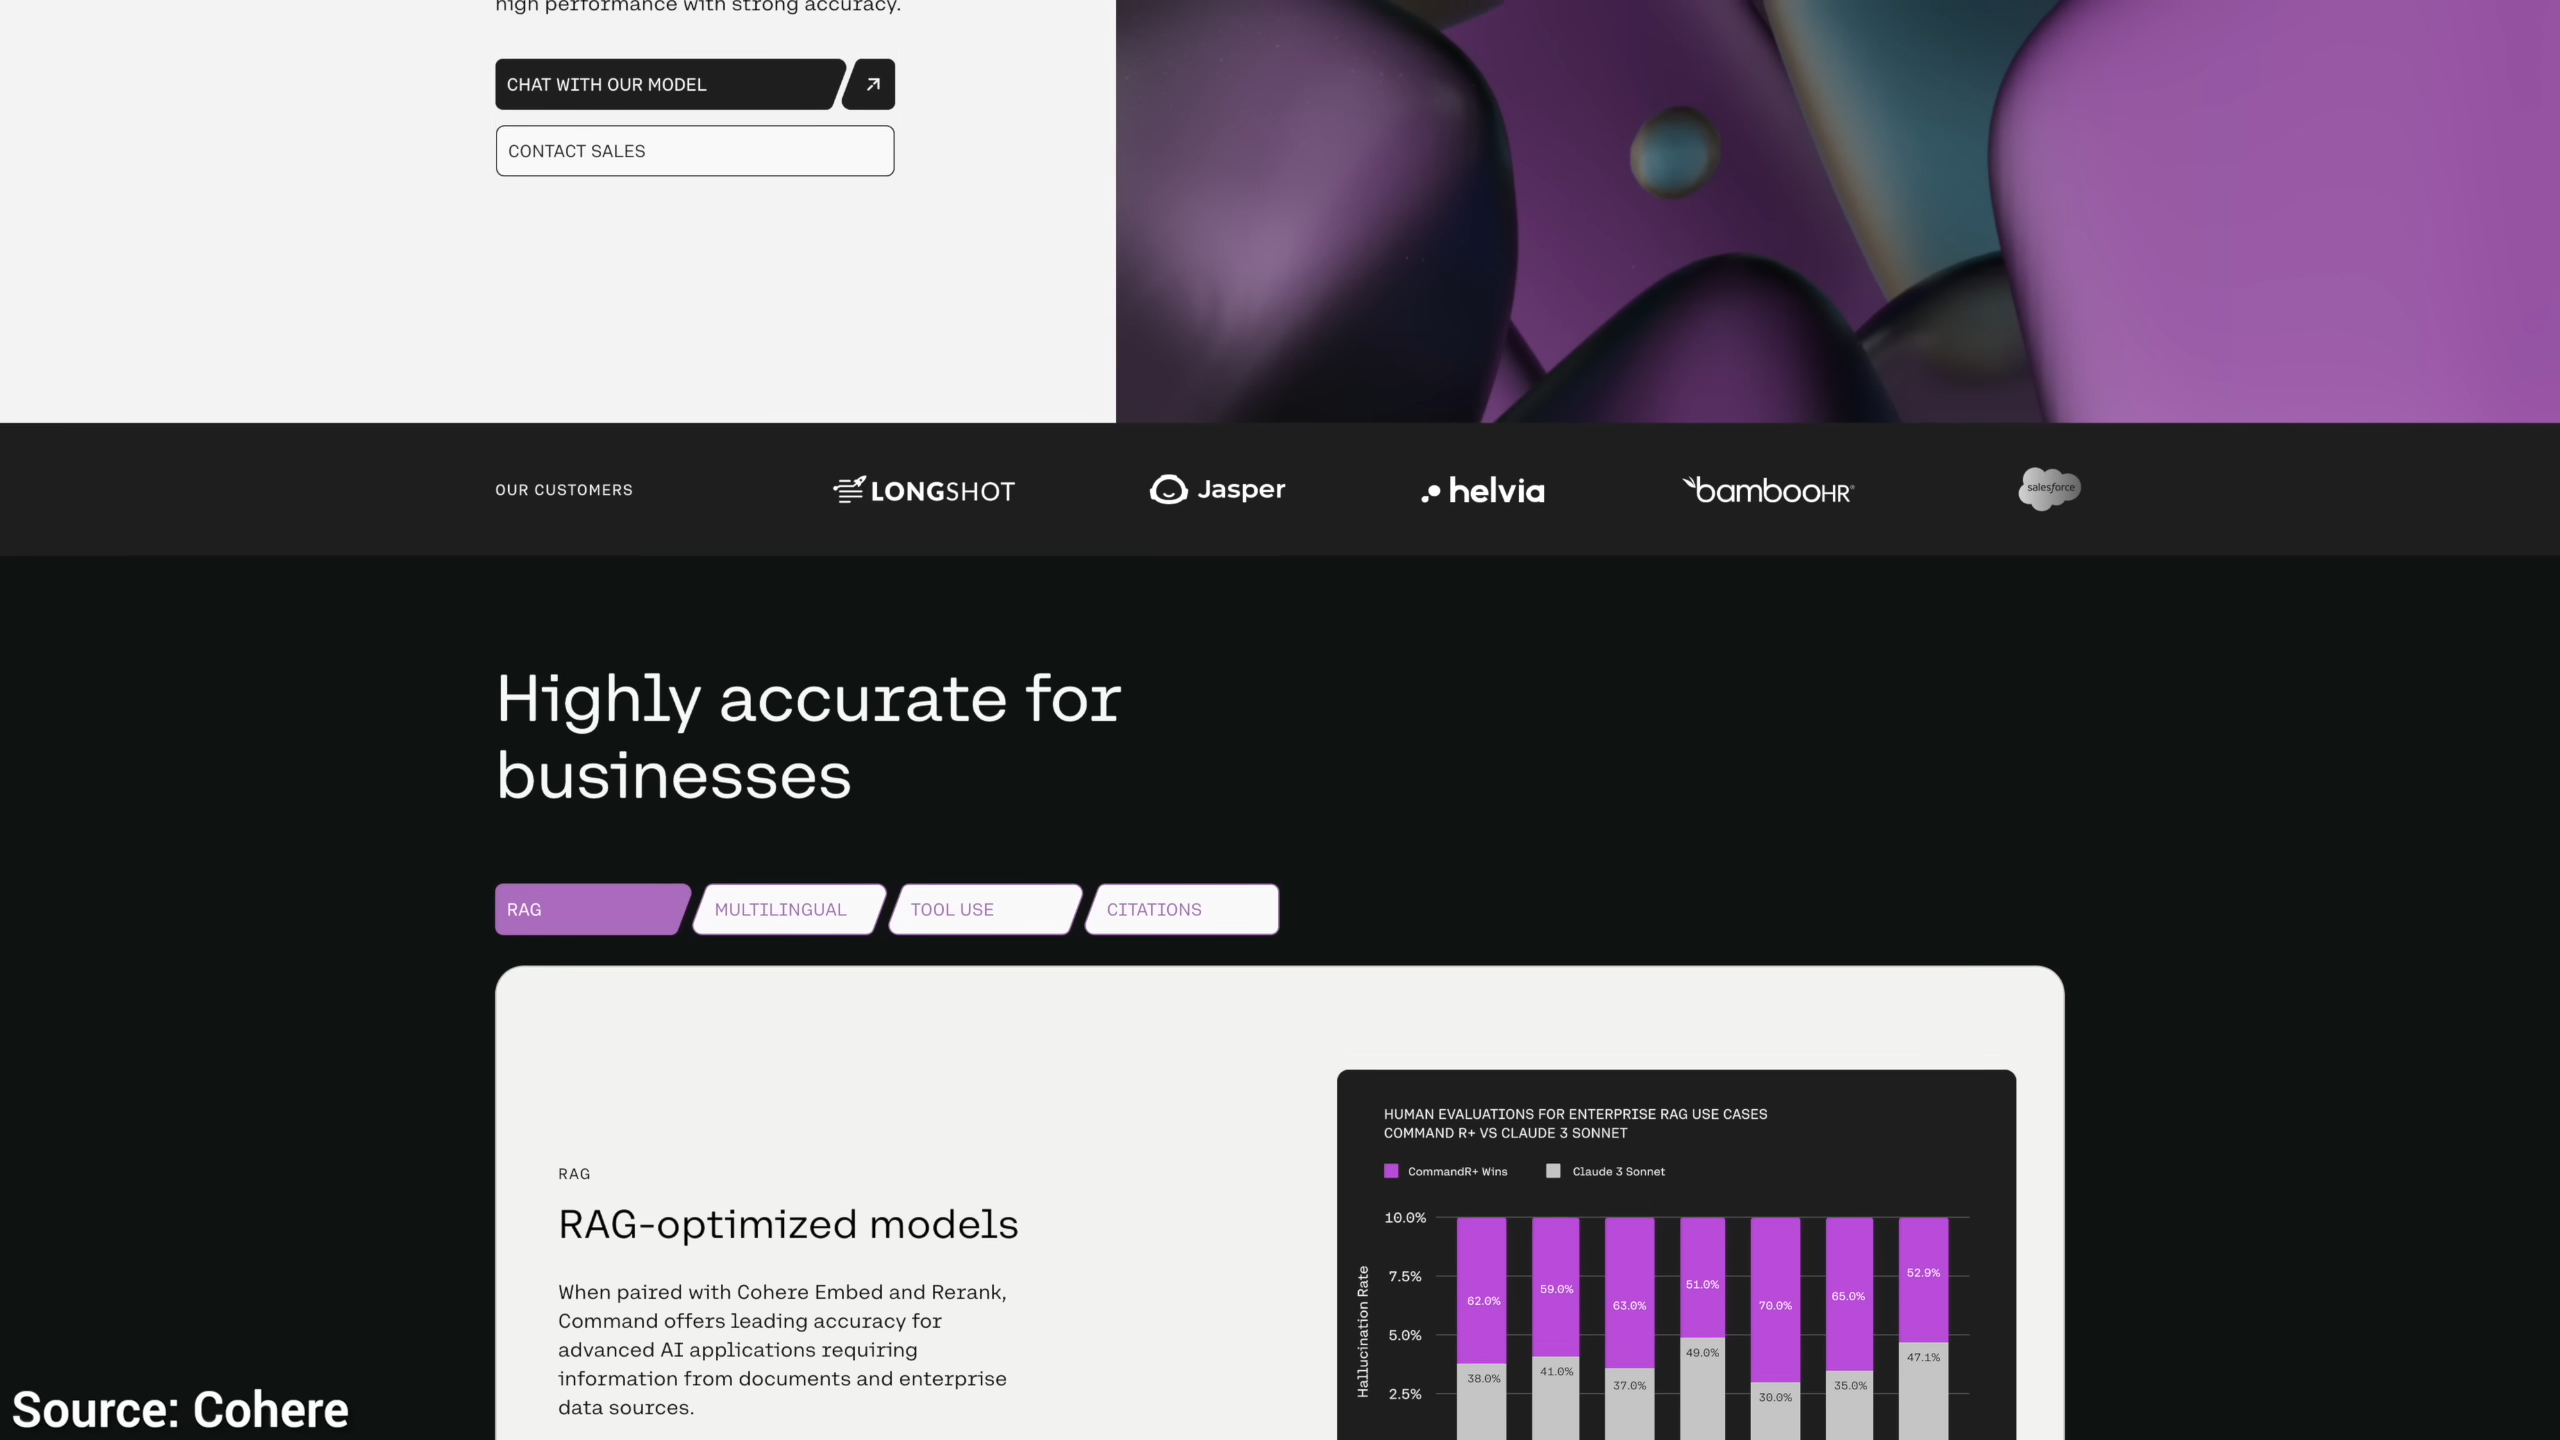 high performance with strong accuracy.
CHAT WITH OUR MODEL
CONTACT SALES
OUR CUSTOMERS
LONGSHOT
Jasper
helvia
bambooHR®
salesforce
Highly accurate for
businesses
RAG
MULTILINGUAL
TOOL USE
CITATIONS
RAG
RAG-optimized models
When paired with Cohere Embed and Rerank,
Command offers leading accuracy for
advanced AI applications requiring
information from documents and enterprise
data sources.
HUMAN EVALUATIONS FOR ENTERPRISE RAG USE CASES
COMMAND R+ VS CLAUDE 3 SONNET
CommandR+ Wins
Claude 3 Sonnet
Hallucination Rate
10.0%
7.5%
5.0%
2.5%
62.0%
59.0%
63.0%
51.0%
70.0%
65.0%
52.9%
38.0%
41.0%
37.0%
49.0%
30.0%
35.0%
47.1%
Source: Cohere